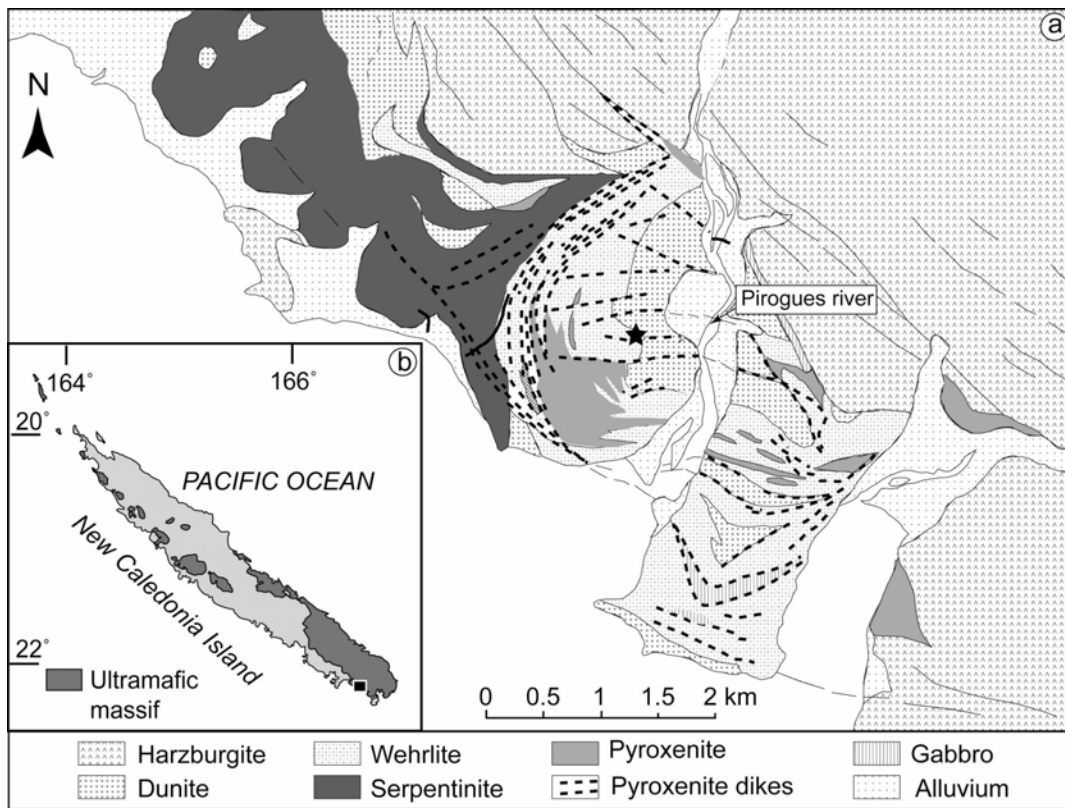 a
N
Pirogues river
b
164°
166°
20°
PACIFIC OCEAN
New Caledonia Island
22°
Ultramafic
massif
0 0.5 1 1.5 2 km
Harzburgite Wehrlite Pyroxenite Gabbro
Dunite Serpentinite Pyroxenite dikes Alluvium